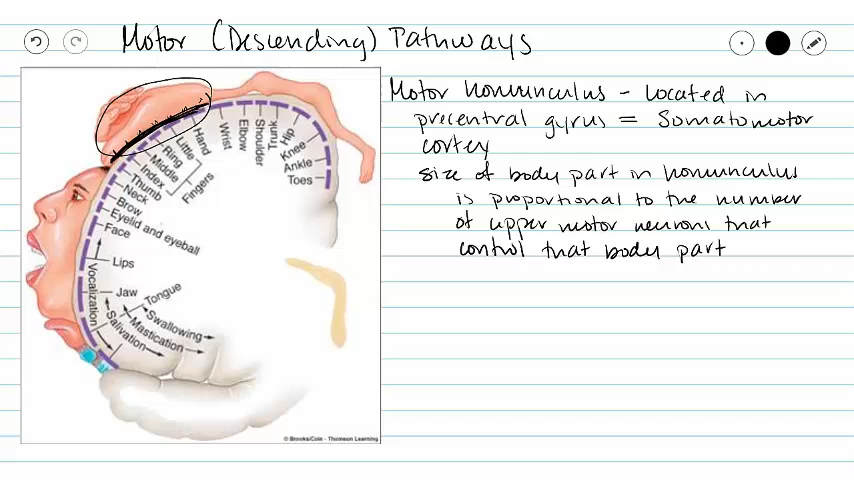 Motor (Descending) Pathways
Motor homunculus - located in
precentral gyrus = Somatomotor
cortex
size of body part in homunculus
is proportional to the number
of upper motor neurons that
control that body part
Toes
Ankle
Knee
Hip
Trunk
Shoulder
Elbow
Wrist
Hand
Little
Ring
Middle
Index
Fingers
Thumb
Neck
Brow
Eyelid and eyeball
Face
Lips
Vocalization
Jaw
Tongue
Swallowing
Mastication
Salivation
© Brooks/Cole - Thomson Learning